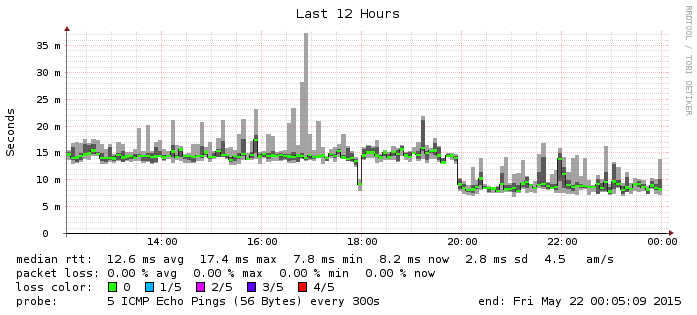 Last 12 Hours
RRDTOOL / TOBI OETIKER
Seconds
35 m
30 m
25 m
20 m
15 m
10 m
5 m
0
14:00 16:00 18:00 20:00 22:00 00:00
median rtt: 12.6 ms avg 17.4 ms max 7.8 ms min 8.2 ms now 2.8 ms sd 4.5 am/s
packet loss: 0.00 % avg 0.00 % max 0.00 % min 0.00 % now
loss color: 0 1/5 2/5 3/5 4/5
probe: 5 ICMP Echo Pings (56 Bytes) every 300s end: Fri May 22 00:05:09 2015